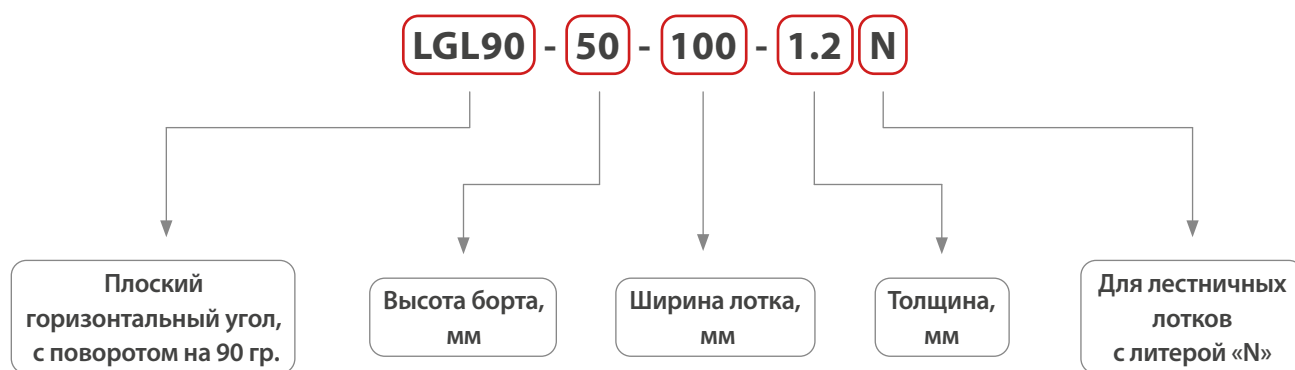 LGL90 - 50 - 100 - 1.2 N
Плоский
горизонтальный угол,
с поворотом на 90 гр.
Высота борта,
мм
Ширина лотка,
мм
Толщина,
мм
Для лестничных
лотков
с литерой «N»